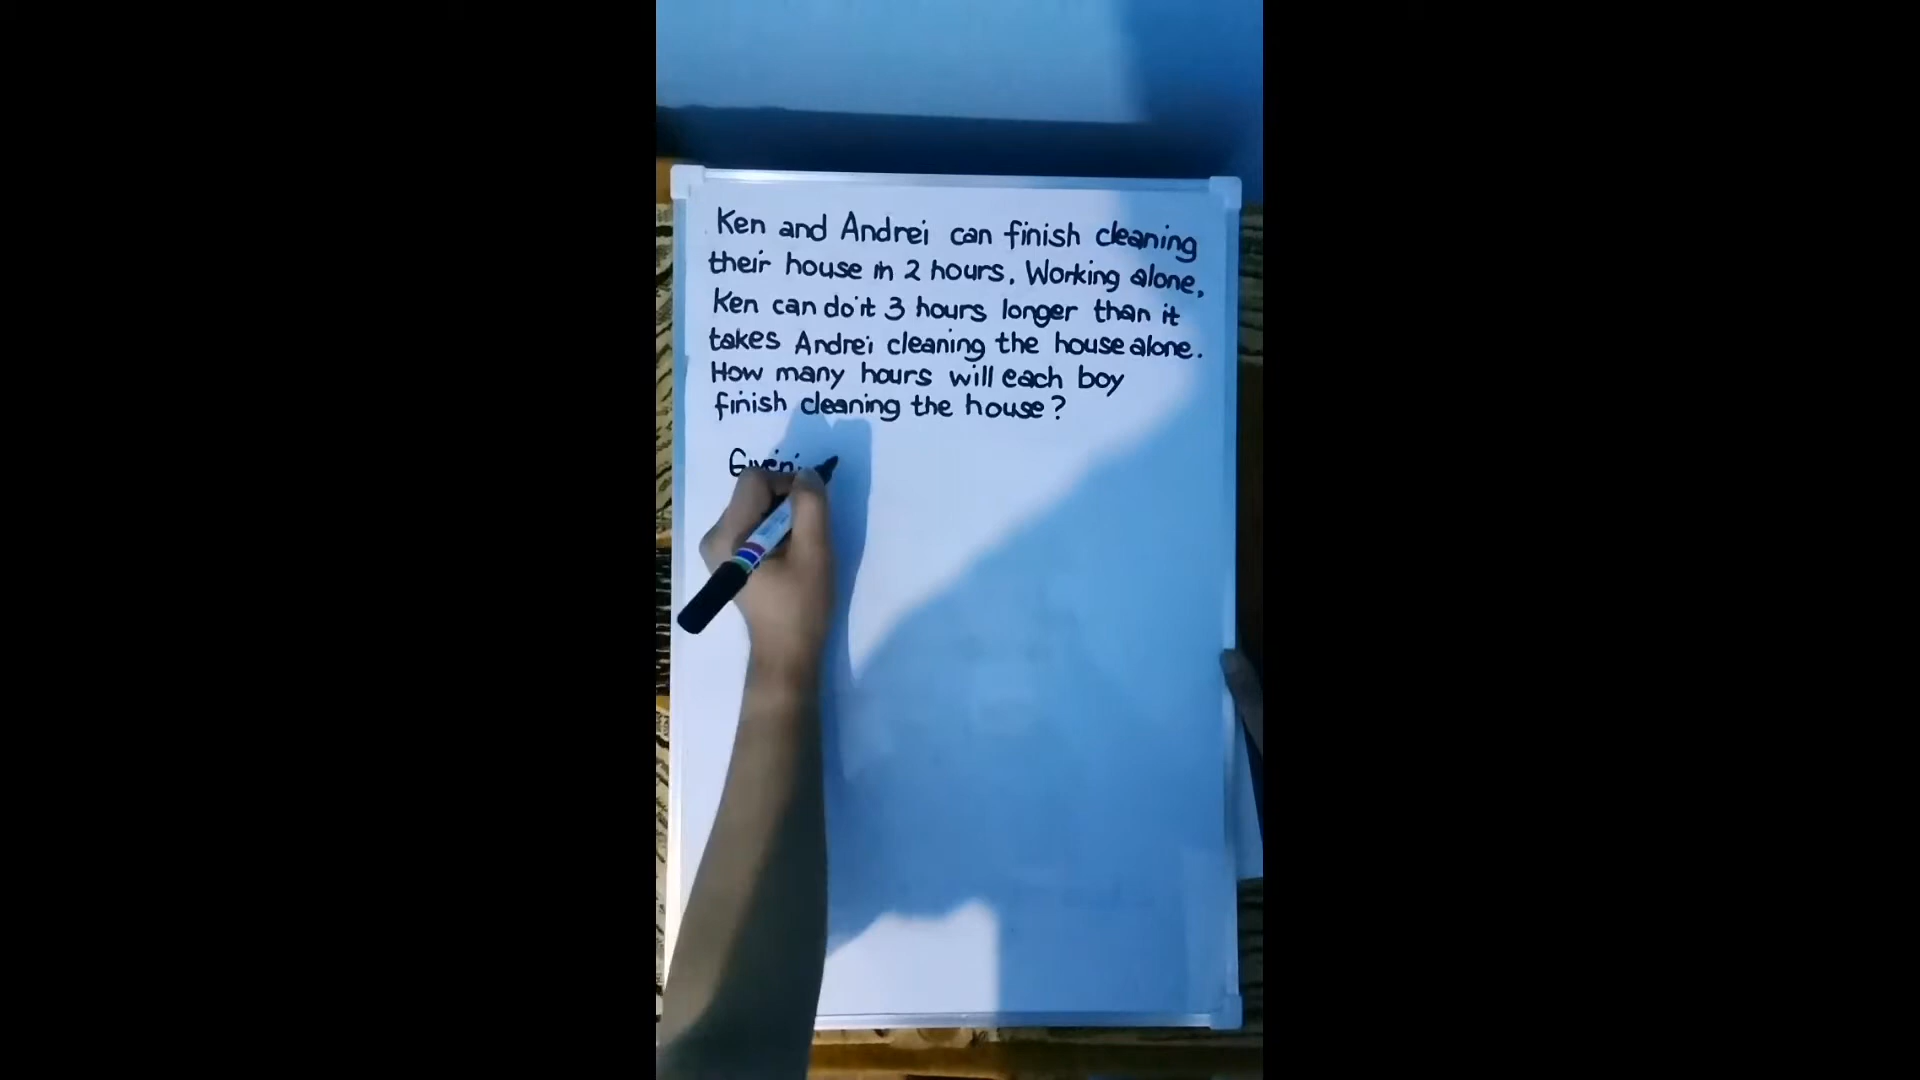 Ken and Andrei can finish cleaning
their house in 2 hours. Working alone,
Ken can do it 3 hours longer than it
takes Andrei cleaning the house alone.
How many hours will each boy
finish cleaning the house?
Given: